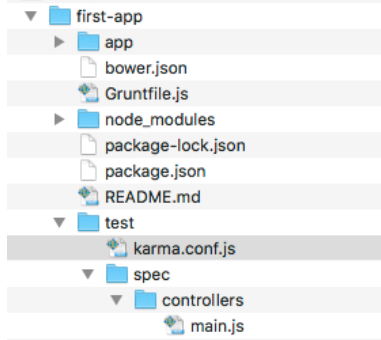 first-app
app
bower.json
Gruntfile.js
node_modules
package-lock.json
package.json
README.md
test
karma.conf.js
spec
controllers
main.js